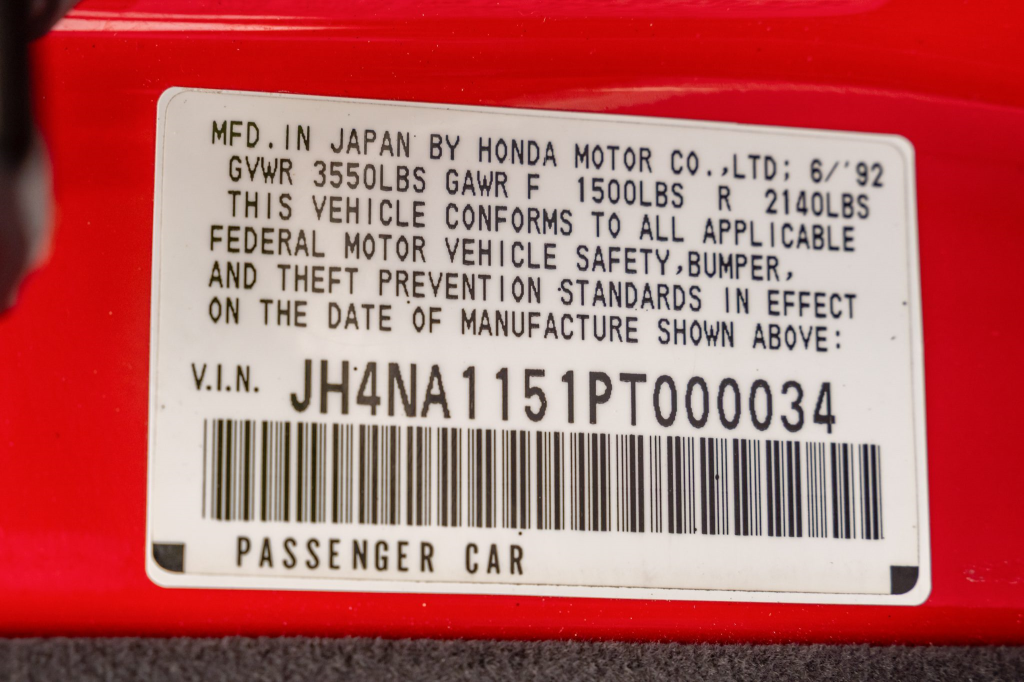 MFD.IN JAPAN BY HONDA MOTOR CO.,LTD; 6/'92
GVWR 3550LBS GAWR F 1500LBS R 2140LBS
THIS VEHICLE CONFORMS TO ALL APPLICABLE
FEDERAL MOTOR VEHICLE SAFETY,BUMPER,
AND THEFT PREVENTION STANDARDS IN EFFECT
ON THE DATE OF MANUFACTURE SHOWN ABOVE:
V.I.N. JH4NA1151PT000034
PASSENGER CAR